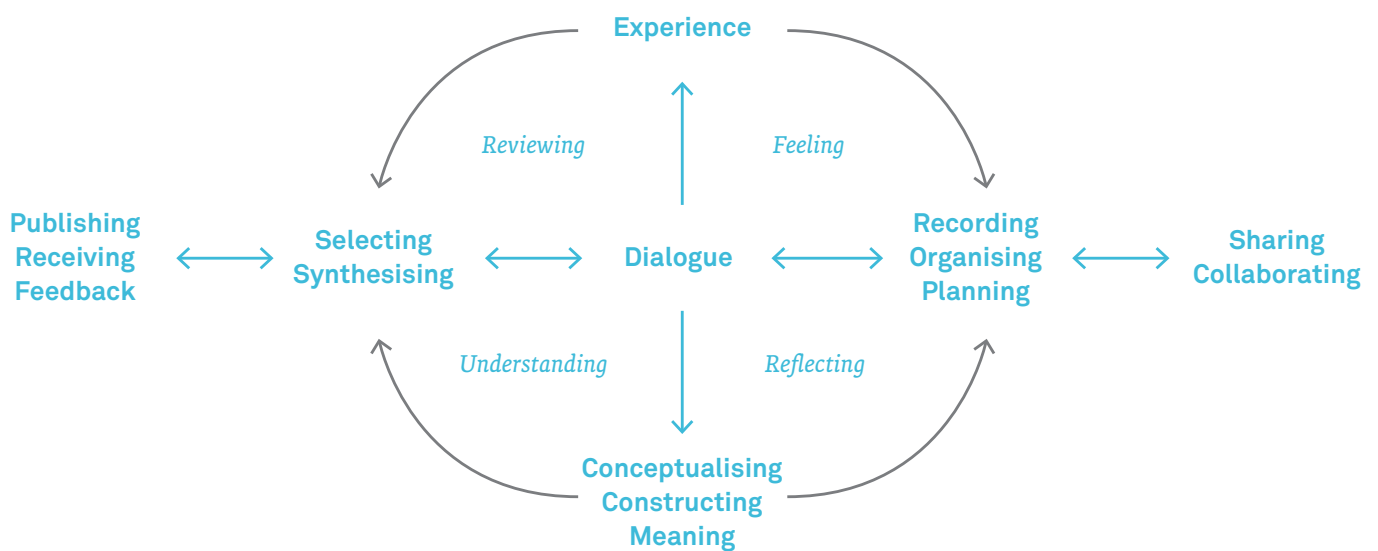 Experience
Reviewing
Feeling
Publishing
Receiving
Feedback
Selecting
Synthesising
Dialogue
Recording
Organising
Planning
Sharing
Collaborating
Understanding
Reflecting
Conceptualising
Constructing
Meaning